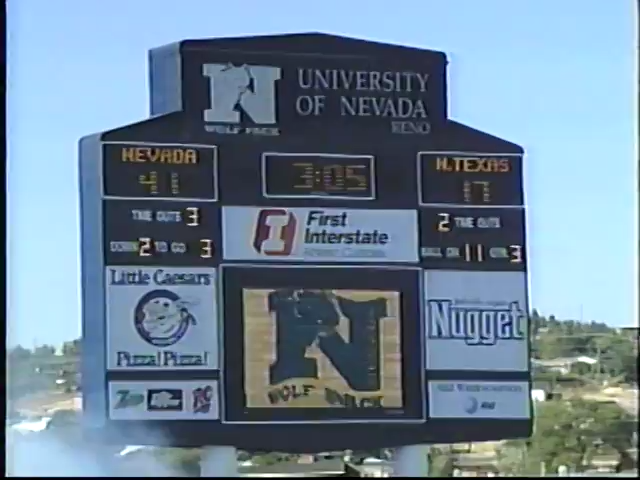 N
UNIVERSITY
OF NEVADA
RENO
WOLF PACK
NEVADA
41
3:05
N.TEXAS
17
TIME OUTS 3
2 TIME OUTS
DOWN 2 TO GO 3
BALL ON 11 QTR 3
First
Interstate
Little Caesars
Pizza! Pizza!
Nugget
N
WOLF PACK
AT&T